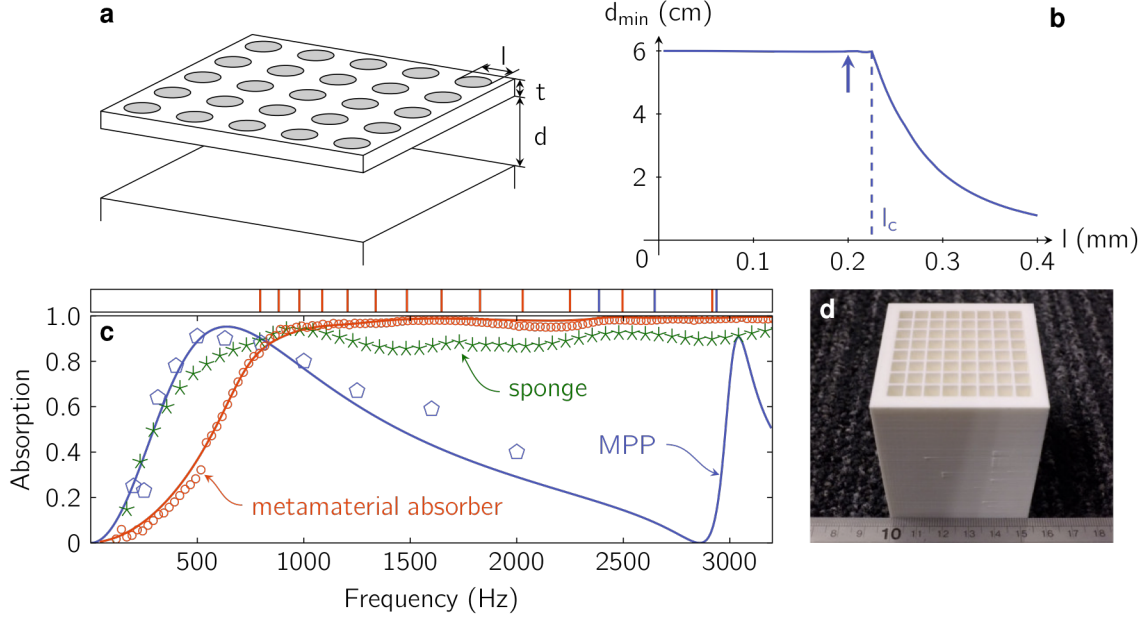 a
l
t
d
d_min (cm)
b
6
4
2
0
0.1
0.2
0.3
0.4
l_c
l (mm)
c
1.0
0.8
0.6
0.4
0.2
0
Absorption
sponge
MPP
metamaterial absorber
500
1000
1500
2000
2500
3000
Frequency (Hz)
d
8 9 10 11 12 13 14 15 16 17 18